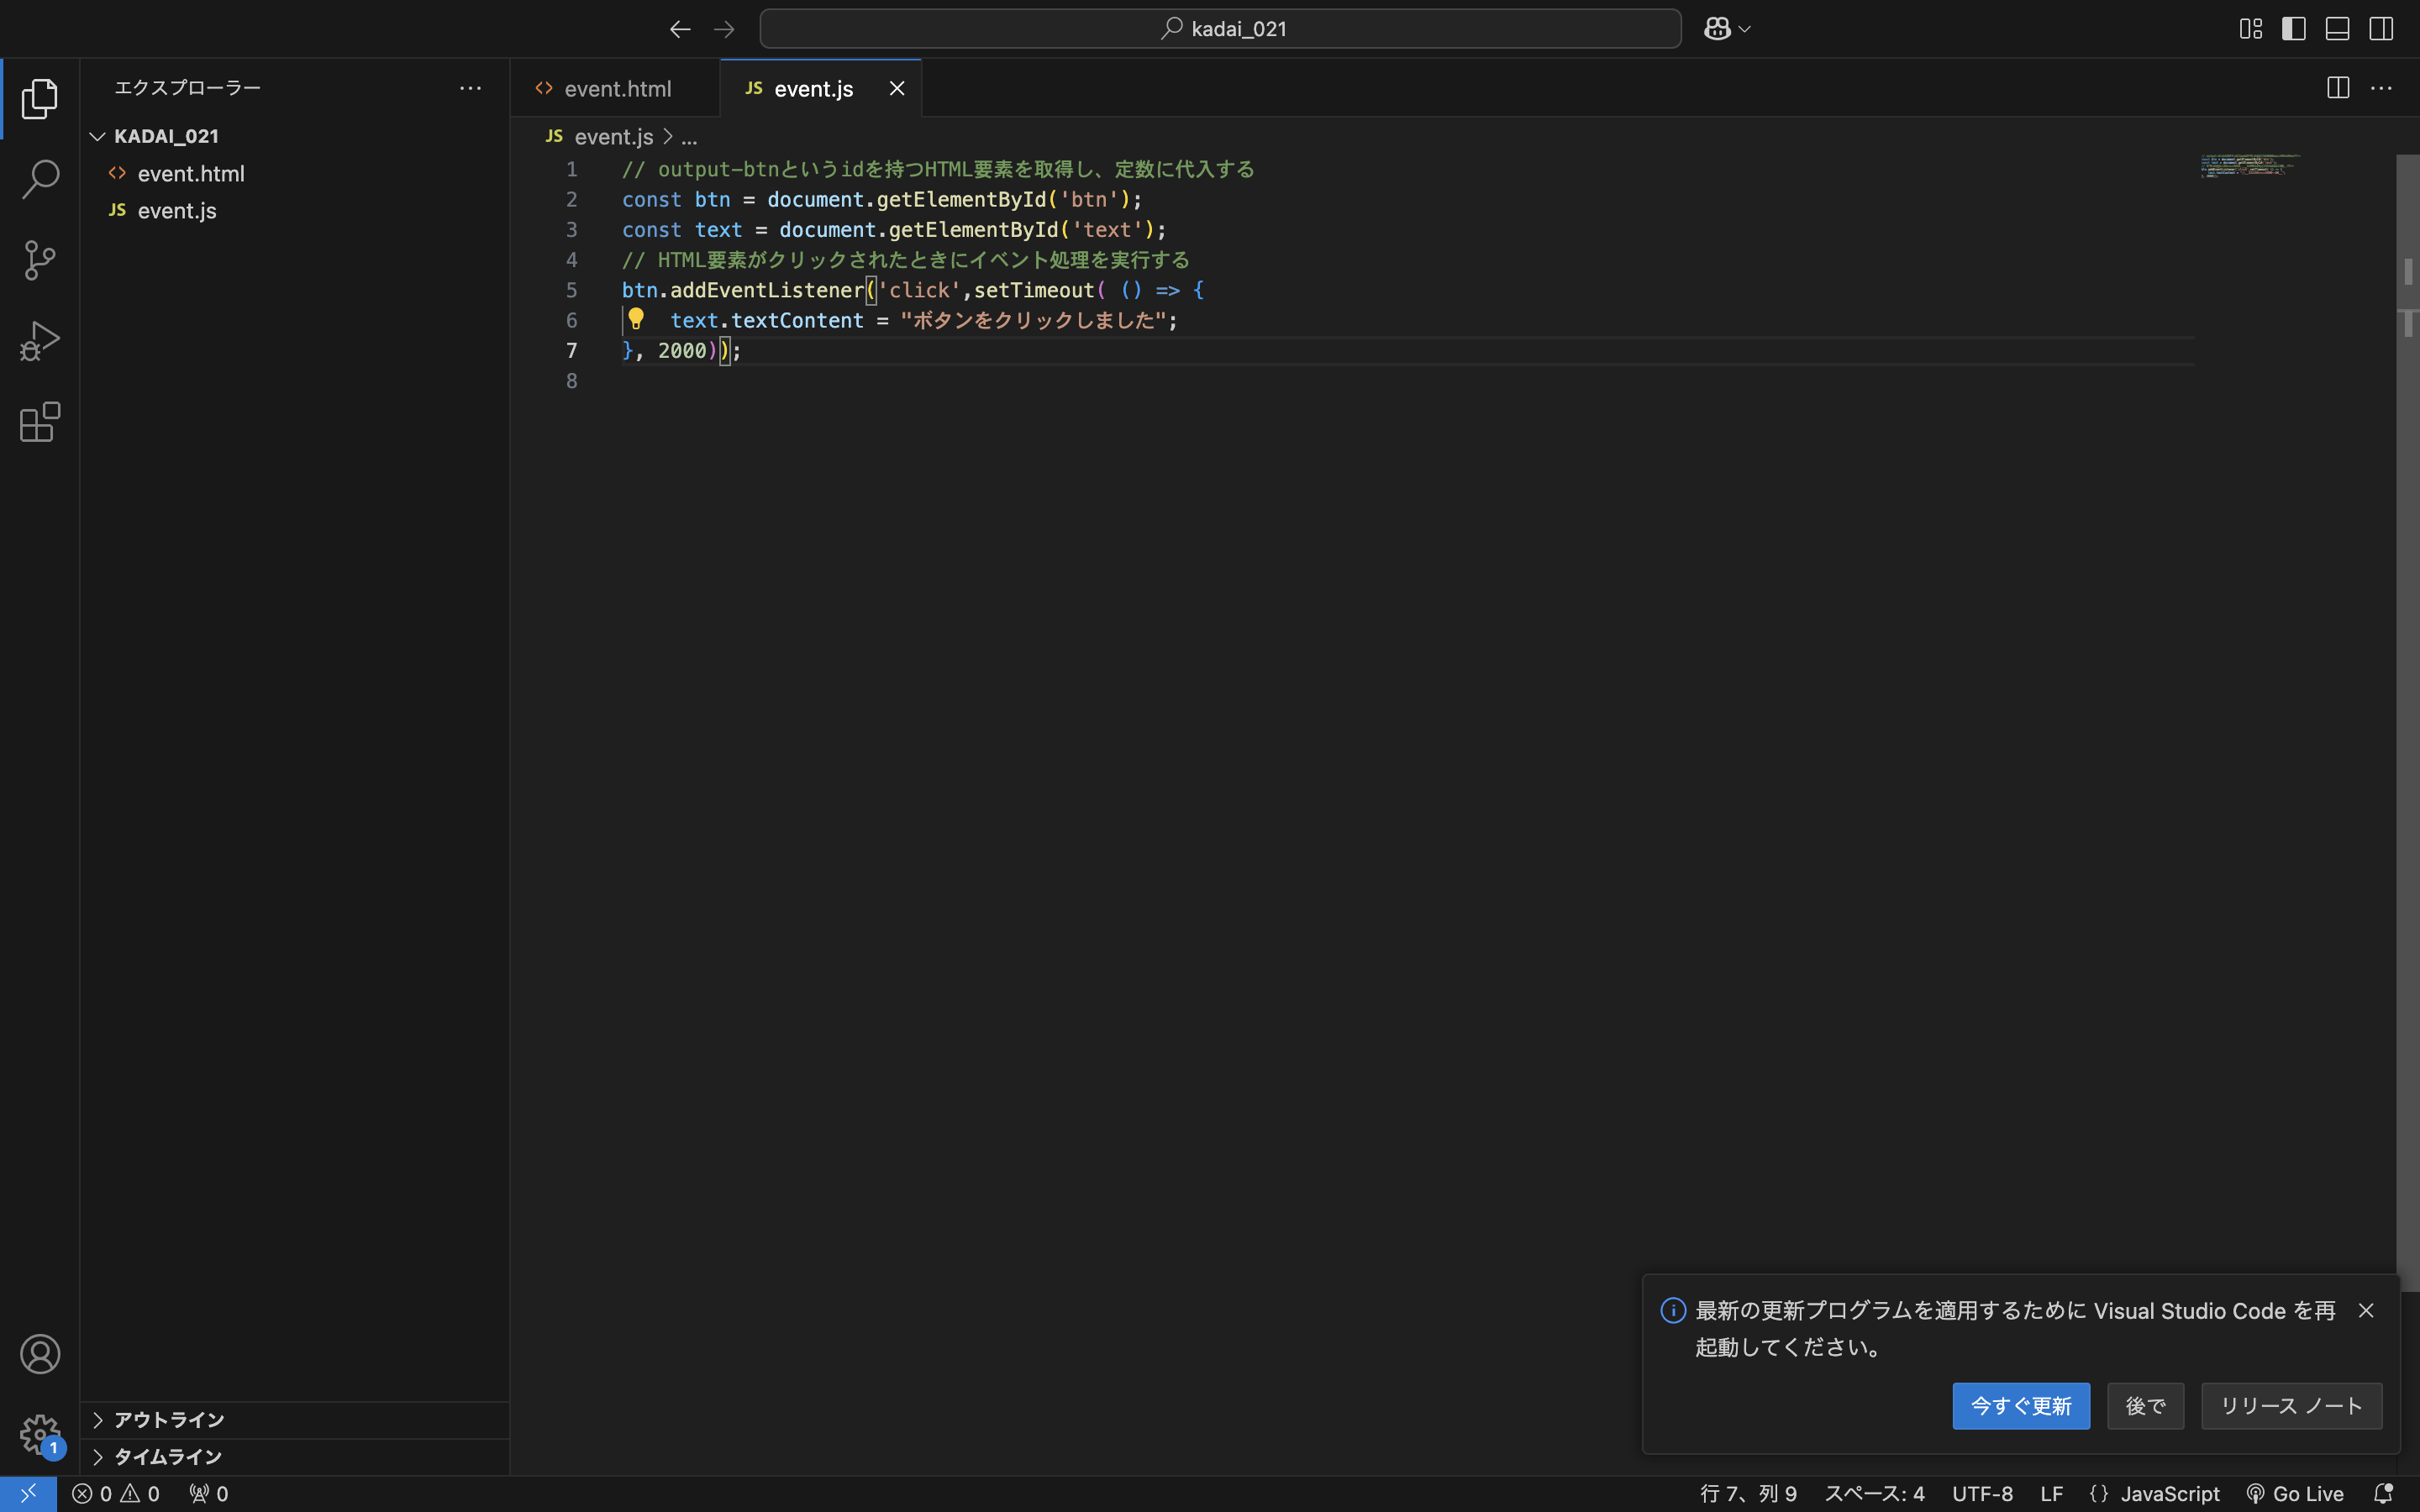 kadai_021
エクスプローラー
KADAI_021
event.html
JS event.js
event.html
JS event.js
JS event.js > ...
1 // output-btnというidを持つHTML要素を取得し、定数に代入する
2 const btn = document.getElementById('btn');
3 const text = document.getElementById('text');
4 // HTML要素がクリックされたときにイベント処理を実行する
5 btn.addEventListener('click',setTimeout( () => {
6 text.textContent = "ボタンをクリックしました";
7 }, 2000));
8
最新の更新プログラムを適用するために Visual Studio Code を再
起動してください。
今すぐ更新 後で リリース ノート
アウトライン
タイムライン
1
0 0 0
行 7、列 9 スペース: 4 UTF-8 LF {} JavaScript Go Live